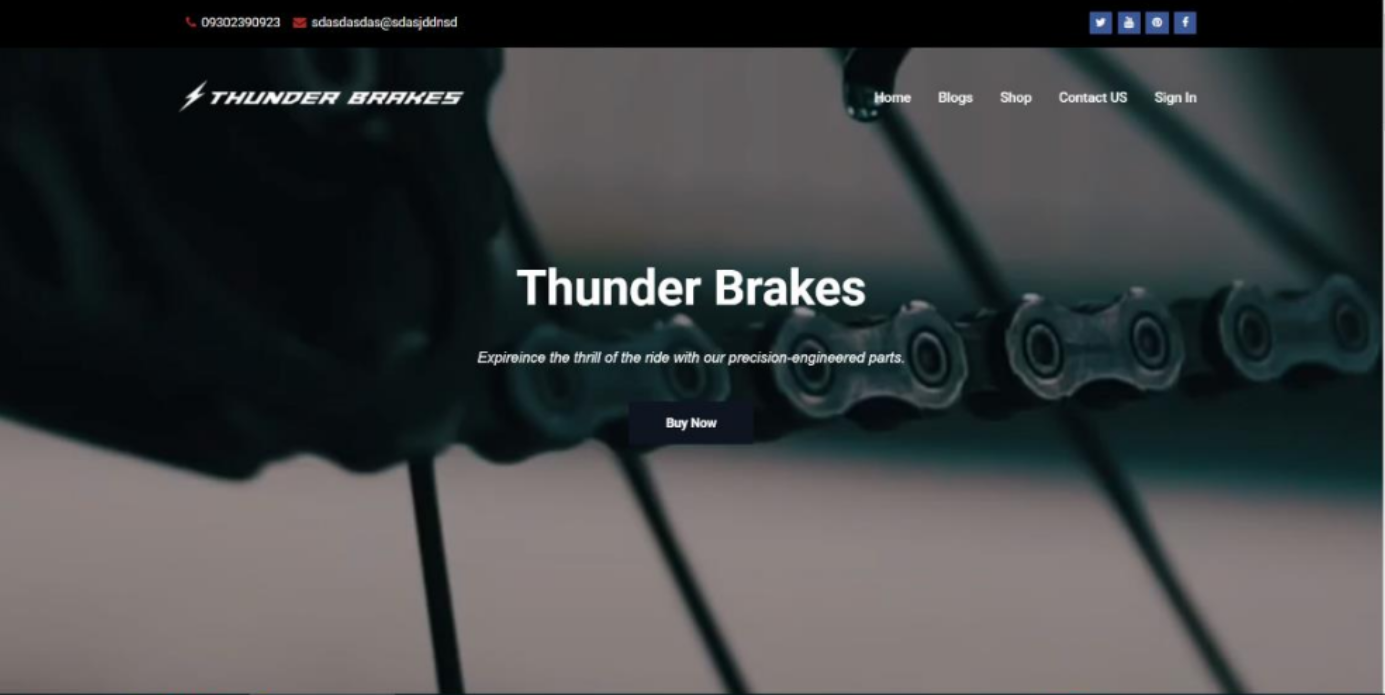 09302390923 sdasdasdas@sdasjddnsd
THUNDER BRAKES
Home Blogs Shop Contact US Sign In
Thunder Brakes
Expireince the thrill of the ride with our precision-engineered parts.
Buy Now